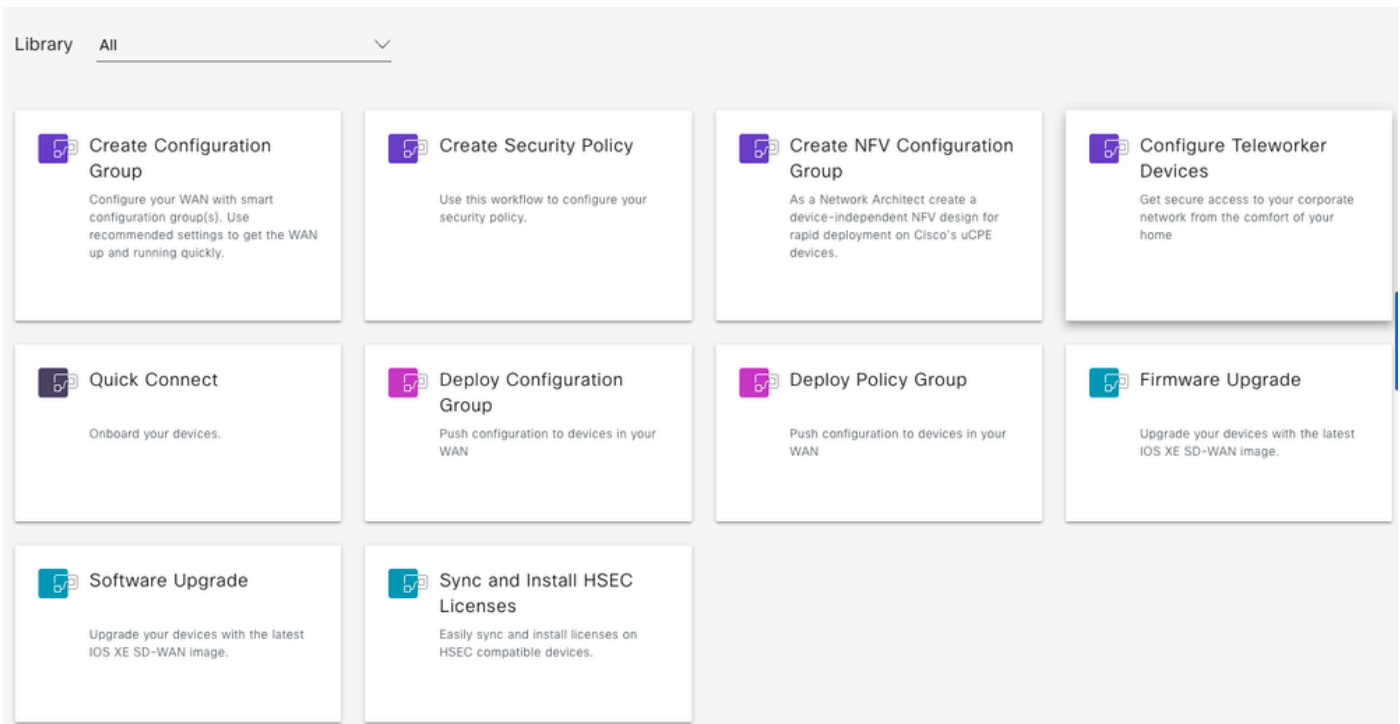 Library All
Create Configuration
Group
Configure your WAN with smart
configuration group(s). Use
recommended settings to get the WAN
up and running quickly.
Create Security Policy
Use this workflow to configure your
security policy.
Create NFV Configuration
Group
As a Network Architect create a
device-independent NFV design for
rapid deployment on Cisco's uCPE
devices.
Configure Teleworker
Devices
Get secure access to your corporate
network from the comfort of your
home
Quick Connect
Onboard your devices.
Deploy Configuration
Group
Push configuration to devices in your
WAN
Deploy Policy Group
Push configuration to devices in your
WAN
Firmware Upgrade
Upgrade your devices with the latest
IOS XE SD-WAN image.
Software Upgrade
Upgrade your devices with the latest
IOS XE SD-WAN image.
Sync and Install HSEC
Licenses
Easily sync and install licenses on
HSEC compatible devices.